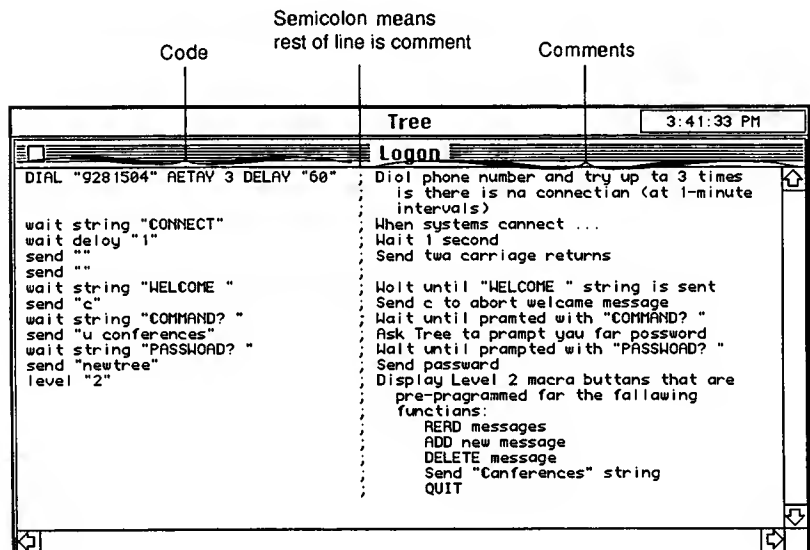 Semicolon means
rest of line is comment
Code
Comments
Tree 3:41:33 PM
Logon
DIAL "9281504" AETAY 3 DELAY "60" ; Diol phone number and try up ta 3 times
; is there is na connectian (at 1-minute
; intervals)
wait string "CONNECT" ; When systems cannect ...
wait deloy "1" ; Wait 1 second
send "" ; Send twa carriage returns
send "" ;
wait string "WELCOME " ; Wolt until "WELCOME " string is sent
send "c" ; Send c to abort welcame message
wait string "COMMAND? " ; Wait until pramted with "COMMAND? "
send "u conferences" ; Ask Tree ta prampt yau far possword
wait string "PASSWOAD? " ; Walt until prampted with "PASSWOAD? "
send "newtree" ; Send passward
level "2" ; Display Level 2 macra buttans that are
; pre-pragrammed far the fallawing
; functians:
; RERD messages
; ADD new message
; DELETE message
; Send "Canferences" string
; QUIT